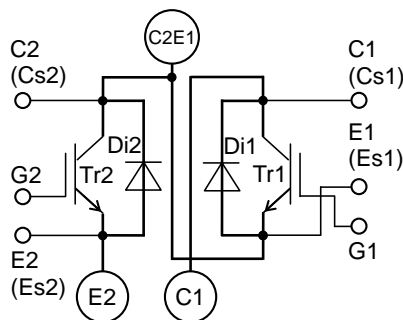 C2E1
C2
(Cs2)
C1
(Cs1)
Di2
Di1
E1
(Es1)
G2
Tr2
Tr1
E2
(Es2)
G1
E2
C1